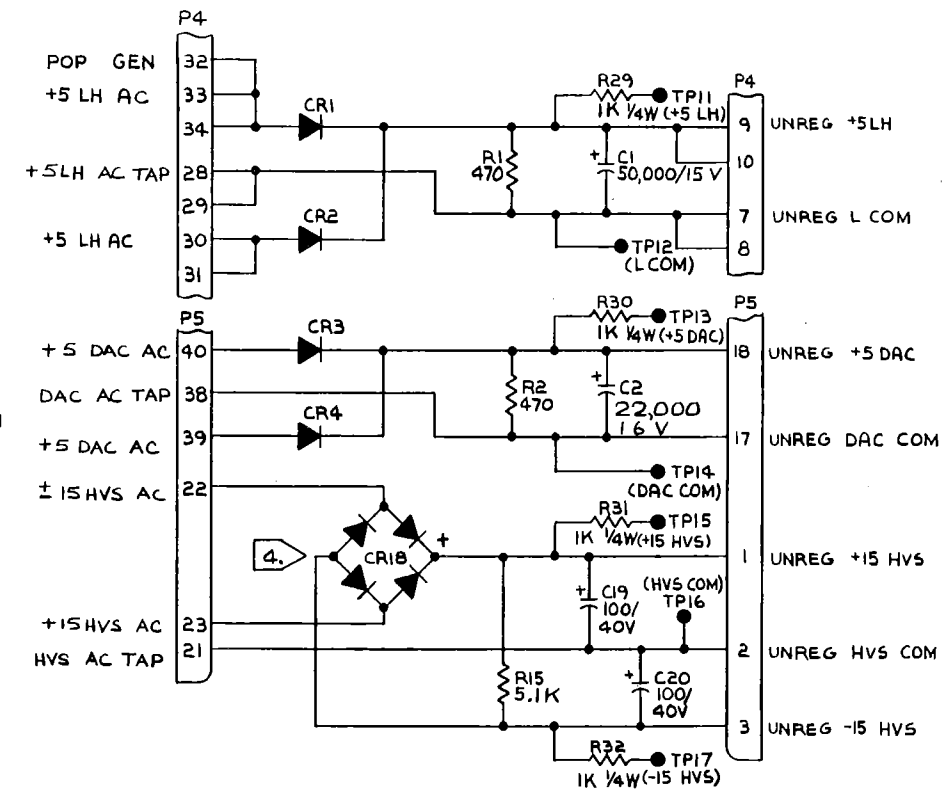 P4
POP GEN 32
+5 LH AC 33
34
CR1
+5LH AC TAP 28
29
CR2
+5 LH AC 30
31
R29
1K 1/4W
TP11
(+5 LH)
P4
9 UNREG +5LH
10
R1
470
+
C1
50,000/15 V
7 UNREG L COM
8
TP12
(L COM)
P5
CR3
+5 DAC AC 40
DAC AC TAP 38
CR4
+5 DAC AC 39
± 15 HVS AC 22
R30
1K 1/4W
TP13
(+5 DAC)
P5
18 UNREG +5 DAC
R2
470
+
C2
22,000
16 V
17 UNREG DAC COM
TP14
(DAC COM)
4.
CR18
+
R31
1K 1/4W
TP15
(+15 HVS)
1 UNREG +15 HVS
+15HVS AC 23
HVS AC TAP 21
+
C19
100/
40V
(HVS COM)
TP16
2 UNREG HVS COM
R15
5.1K
+
C20
100/
40V
3 UNREG -15 HVS
R32
1K 1/4W
TP17
(-15 HVS)